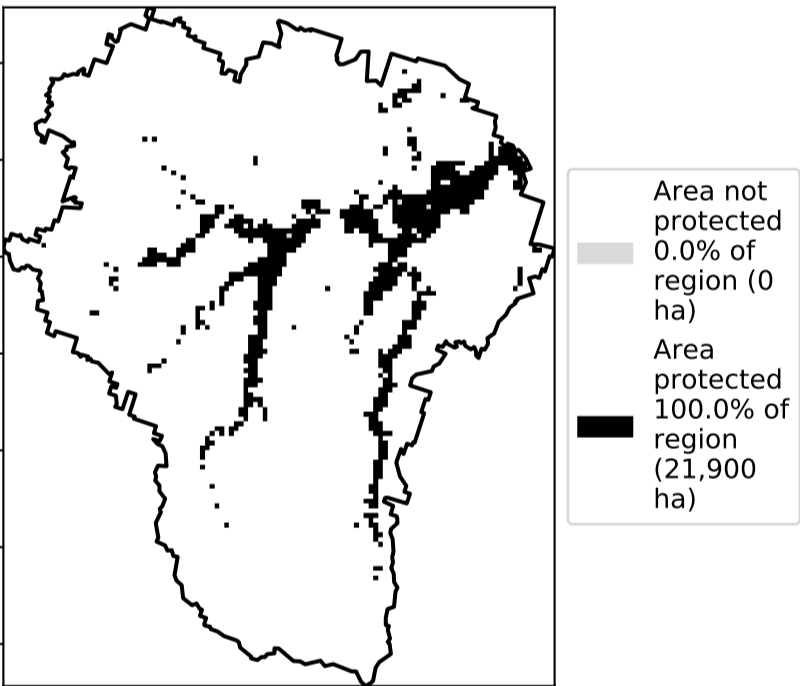 Area not
protected
0.0% of
region (0
ha)
Area
protected
100.0% of
region
(21,900
ha)